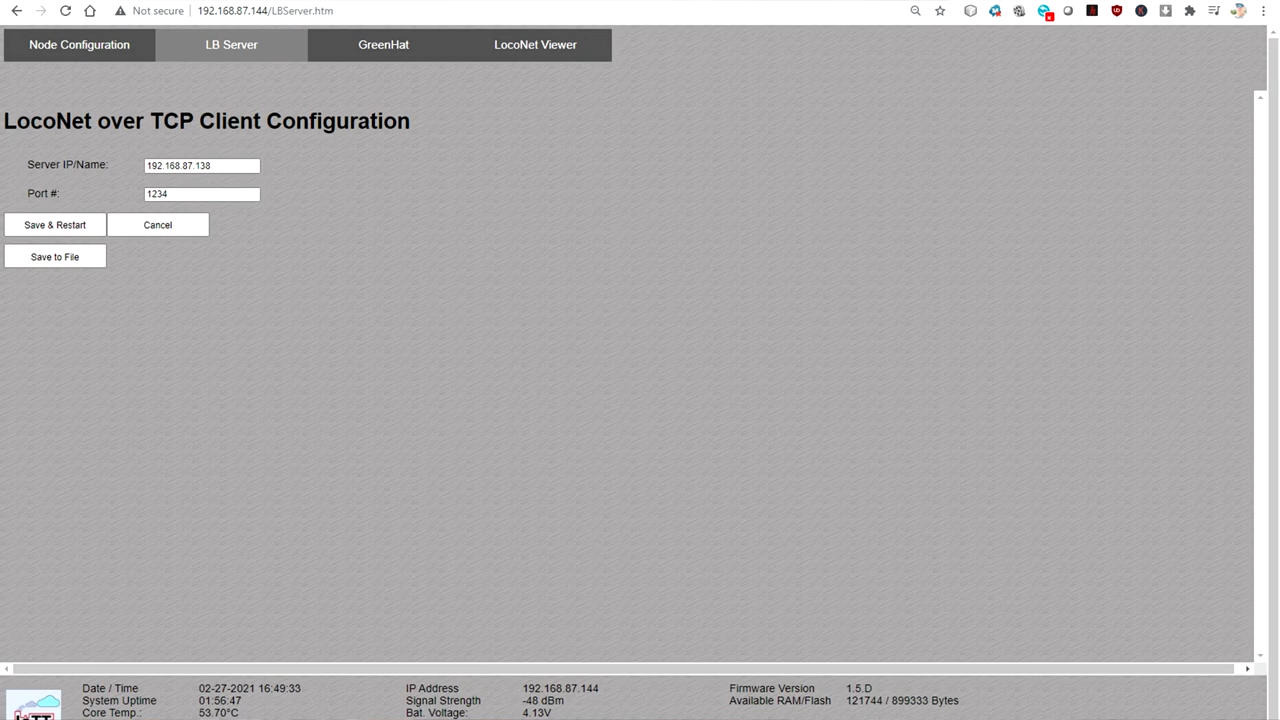 Not secure 192.168.87.144/LBServer.htm
Node Configuration LB Server GreenHat LocoNet Viewer
LocoNet over TCP Client Configuration
Server IP/Name: 192.168.87.138
Port #: 1234
Save & Restart Cancel
Save to File
Date / Time 02-27-2021 16:49:33 IP Address 192.168.87.144 Firmware Version 1.5.D
System Uptime 01:56:47 Signal Strength -48 dBm Available RAM/Flash 121744 / 899333 Bytes
Core Temp.: 53.70°C Bat. Voltage: 4.13V